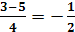 (3−5)/4 = −1/2